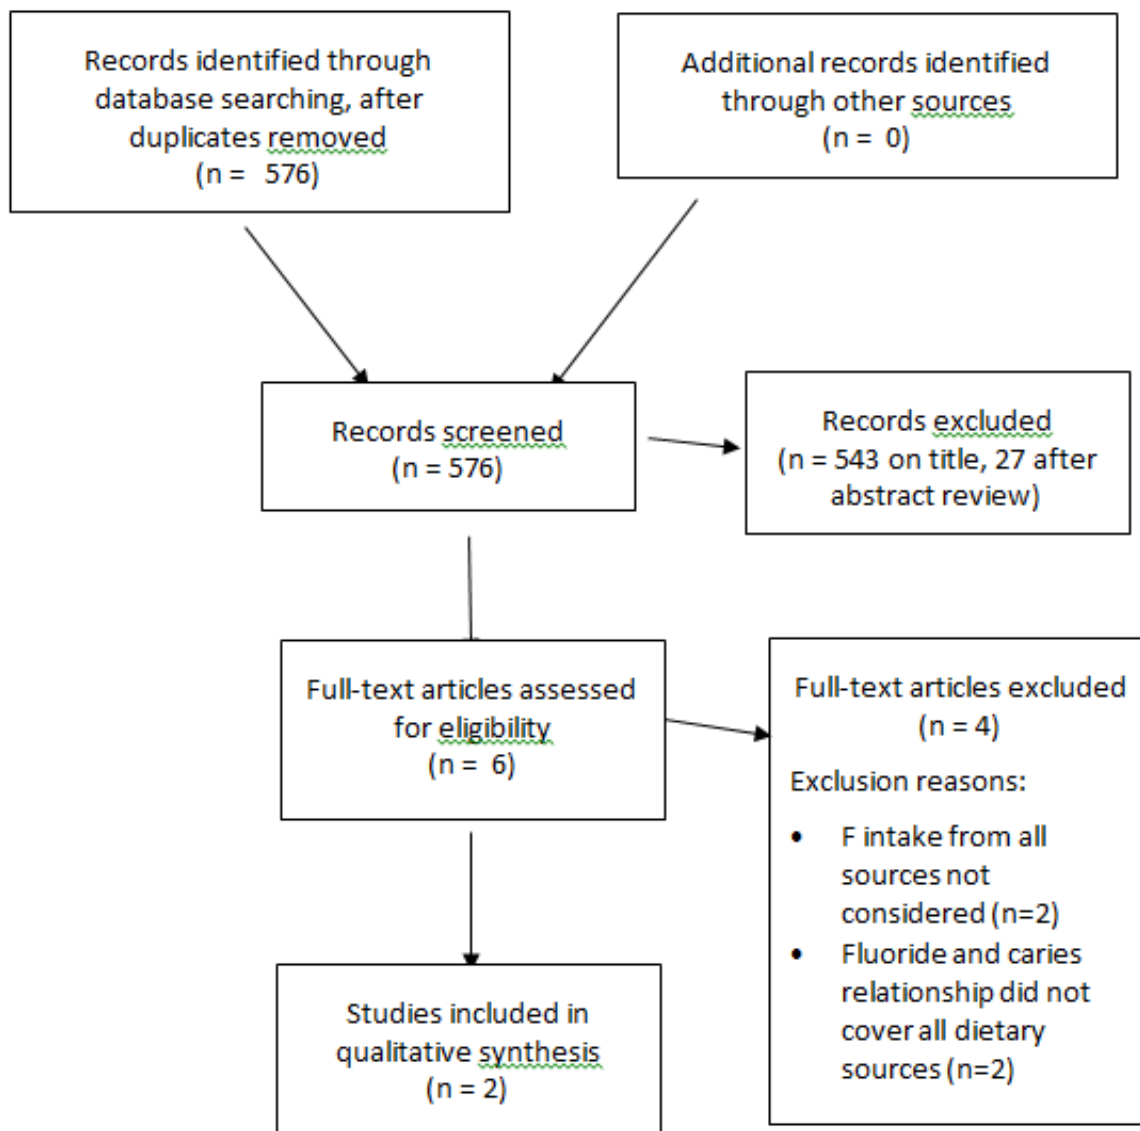 Records identified through
database searching, after
duplicates removed
(n =   576)
Additional records identified
through other sources
(n =  0)
Records screened
(n = 576)
Records excluded
(n = 543 on title, 27 after
abstract review)
Full-text articles assessed
for eligibility
(n =  6)
Full-text articles excluded
(n = 4)
Exclusion reasons:
• F intake from all
sources not
considered (n=2)
• Fluoride and caries
relationship did not
cover all dietary
sources (n=2)
Studies included in
qualitative synthesis
(n = 2)